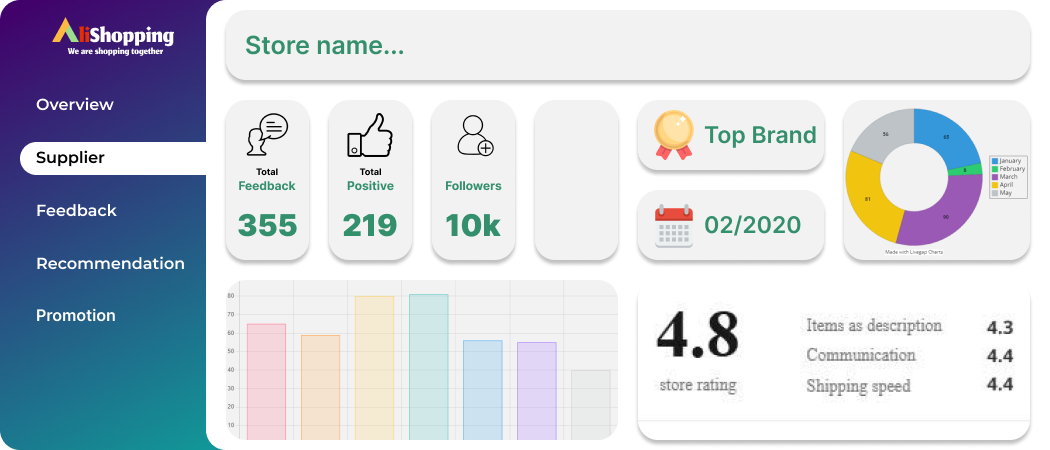 AliShopping
We are shopping together
Overview
Supplier
Feedback
Recommendation
Promotion
Store name...
Total
Feedback
355
Total
Positive
219
Followers
10k
Top Brand
02/2020
65
8
90
81
56
January
February
March
April
May
Made with Livegap Charts
80
70
60
50
40
30
20
10
4.8
store rating
Items as description 4.3
Communication 4.4
Shipping speed 4.4